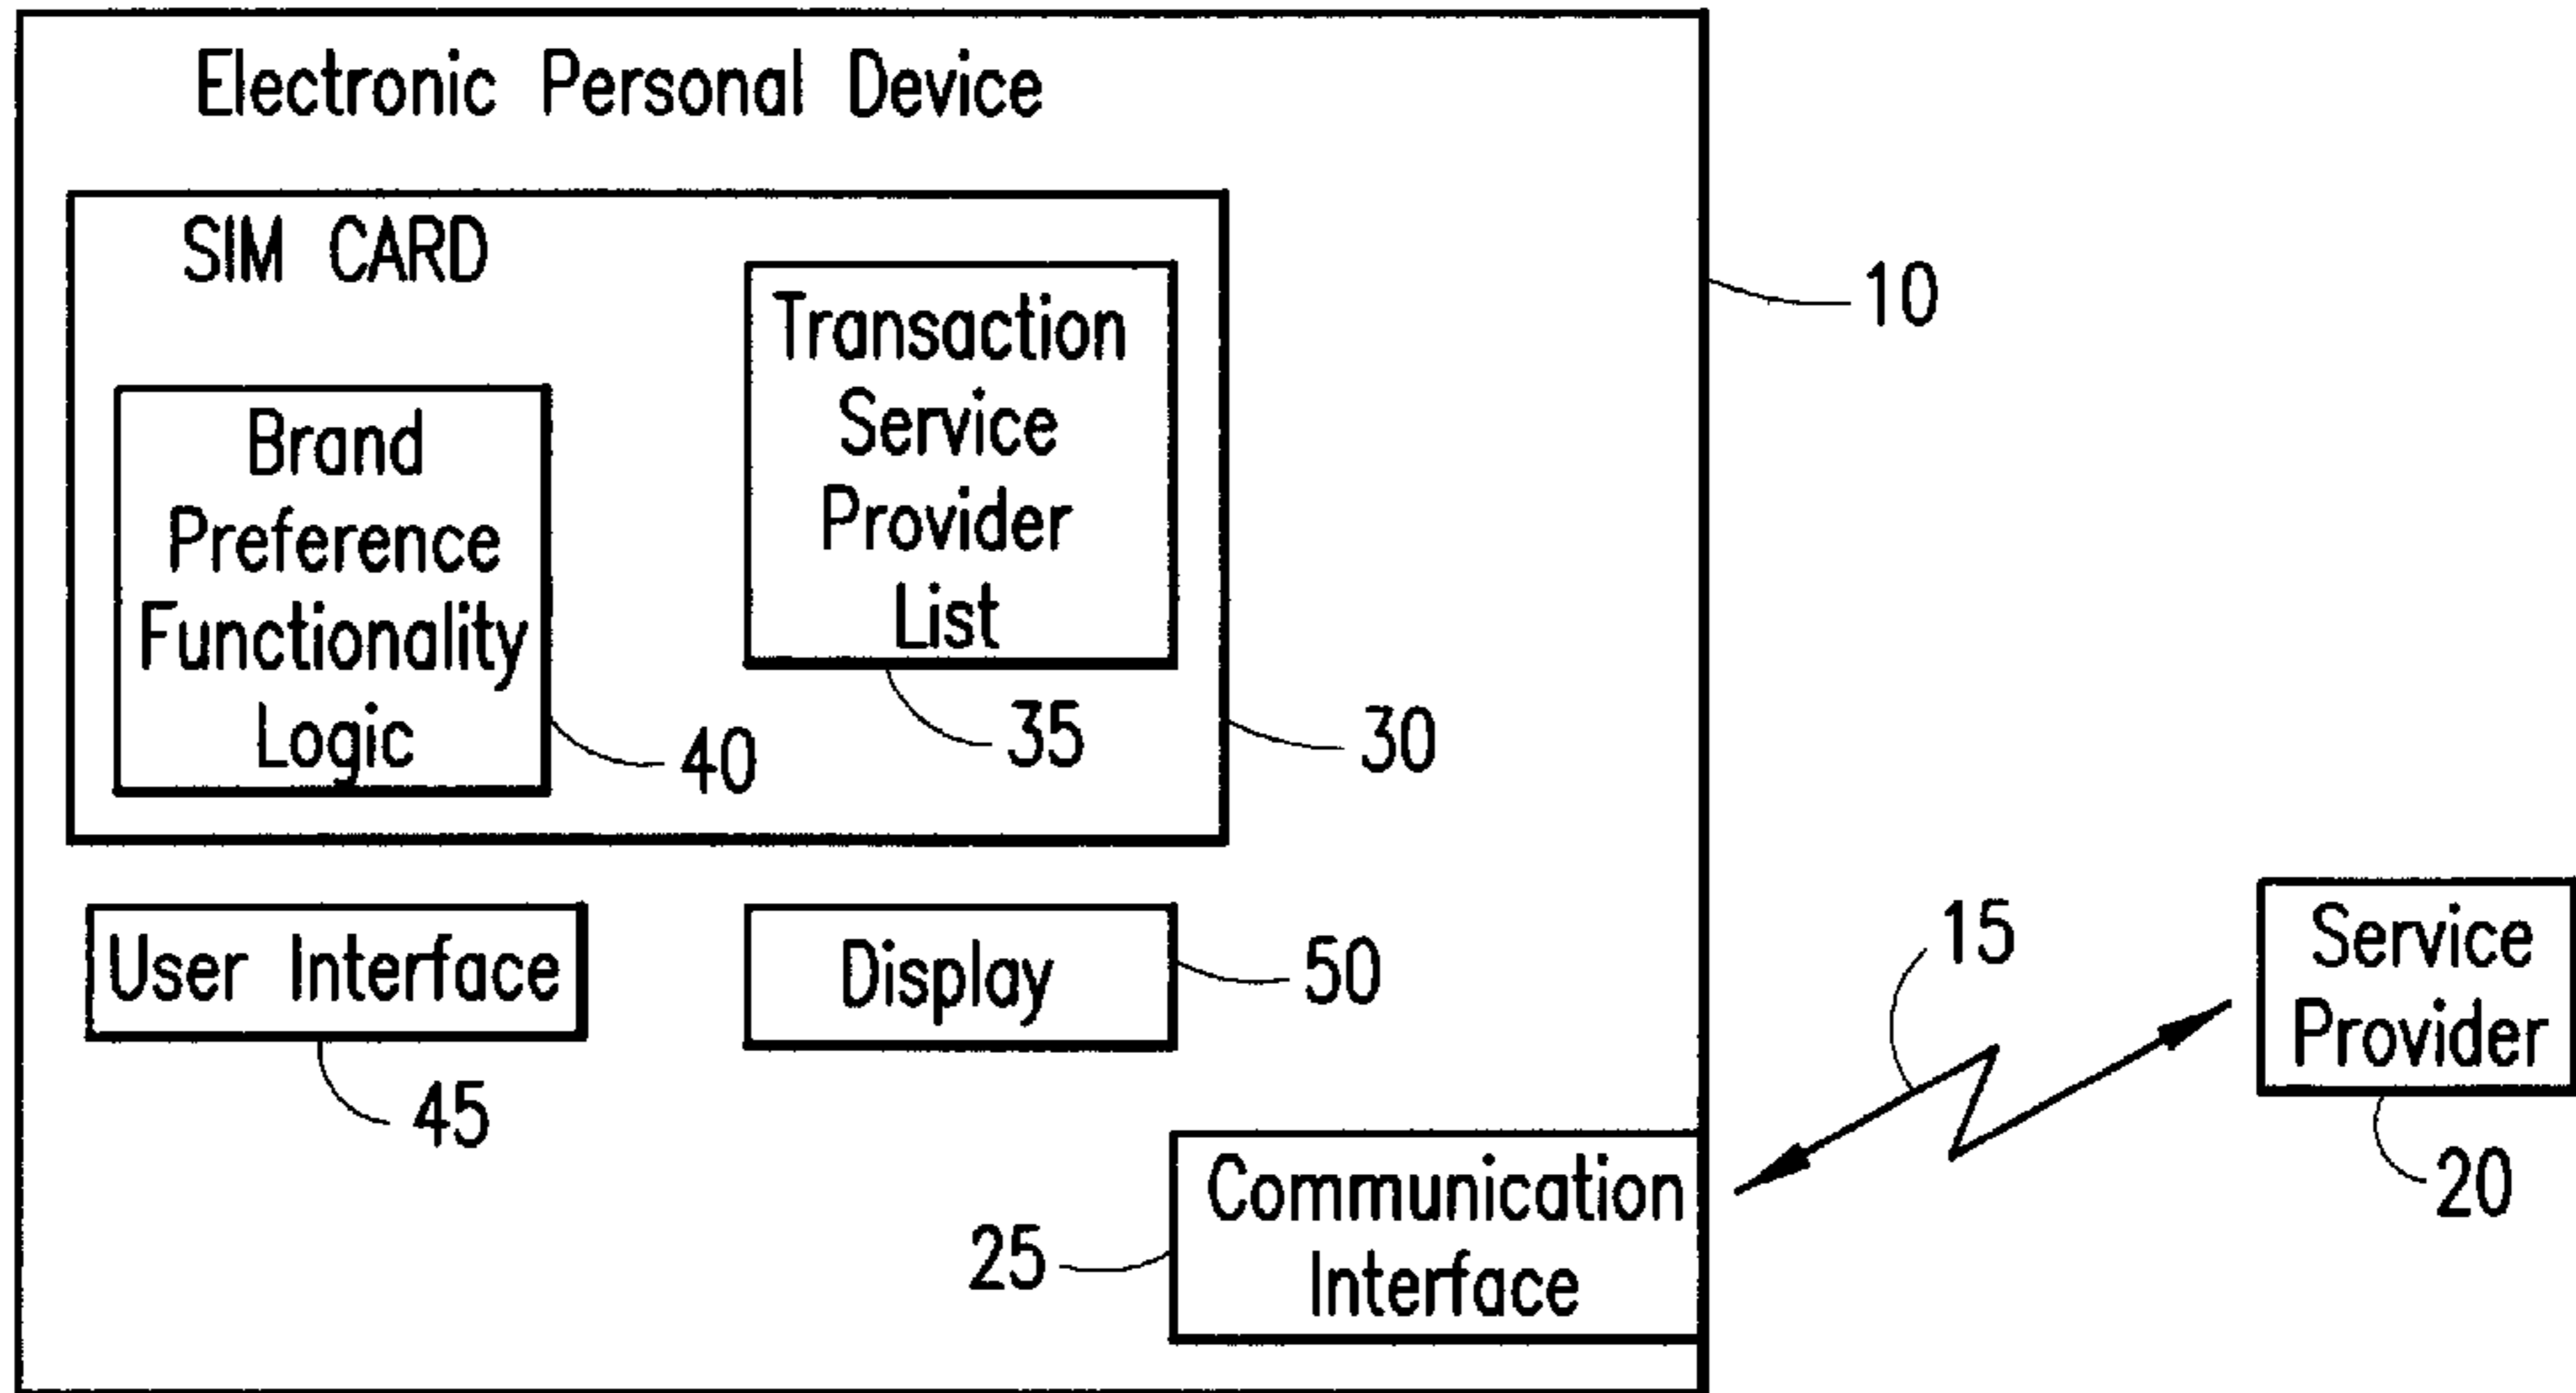 Electronic Personal Device
SIM CARD
Transaction
Service
Provider
List
Brand
Preference
Functionality
Logic
10
35
30
40
User Interface
Display
50
45
15
Service
Provider
20
Communication
Interface
25